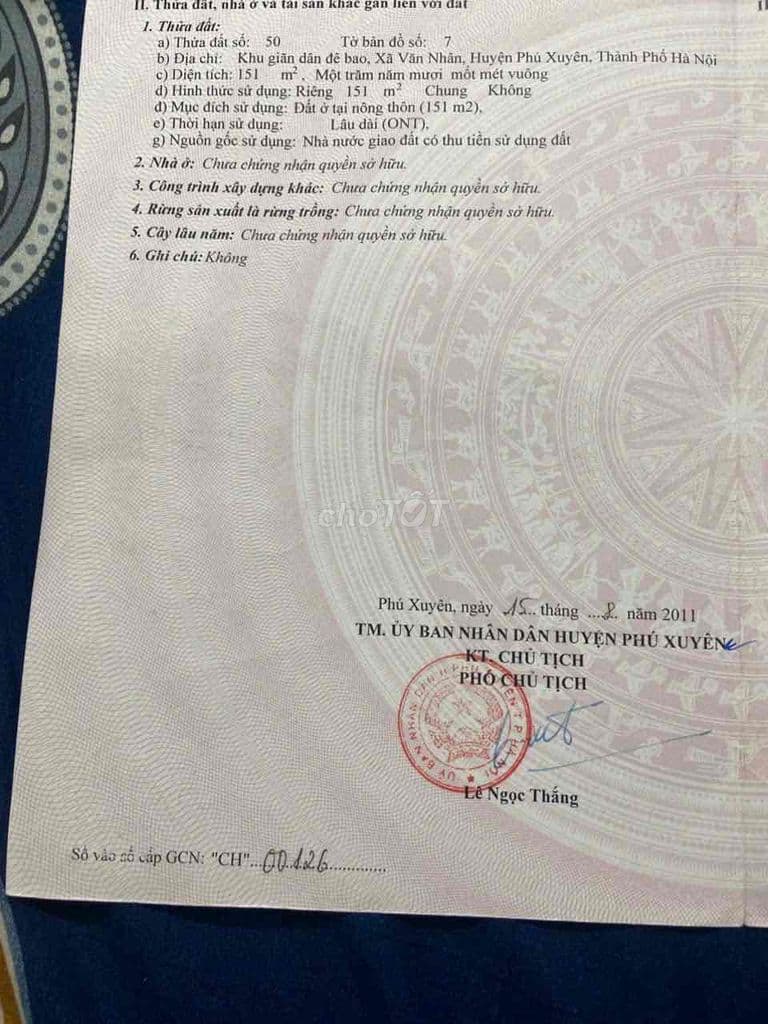 II. Thửa đất, nhà ở và tài sản khác gắn liền với đất
1. Thửa đất:
a) Thửa đất số: 50 Tờ bản đồ số: 7
b) Địa chỉ: Khu giãn dân đê bao, Xã Văn Nhân, Huyện Phú Xuyên, Thành Phố Hà Nội
c) Diện tích: 151 m², Một trăm năm mươi mốt mét vuông
d) Hình thức sử dụng: Riêng 151 m² Chung Không
đ) Mục đích sử dụng: Đất ở tại nông thôn (151 m2),
e) Thời hạn sử dụng: Lâu dài (ONT),
g) Nguồn gốc sử dụng: Nhà nước giao đất có thu tiền sử dụng đất
2. Nhà ở: Chưa chứng nhận quyền sở hữu.
3. Công trình xây dựng khác: Chưa chứng nhận quyền sở hữu.
4. Rừng sản xuất là rừng trồng: Chưa chứng nhận quyền sở hữu.
5. Cây lâu năm: Chưa chứng nhận quyền sở hữu.
6. Ghi chú: Không
choTỐT
Phú Xuyên, ngày 15.. tháng ...8. năm 2011
TM. ỦY BAN NHÂN DÂN HUYỆN PHÚ XUYÊN
KT. CHỦ TỊCH
PHÓ CHỦ TỊCH
ỦY BAN NHÂN DÂN H.PHÚ XUYÊN T.P HÀ NỘI
Lê Ngọc Thắng
Số vào sổ cấp GCN: "CH"...00126.............